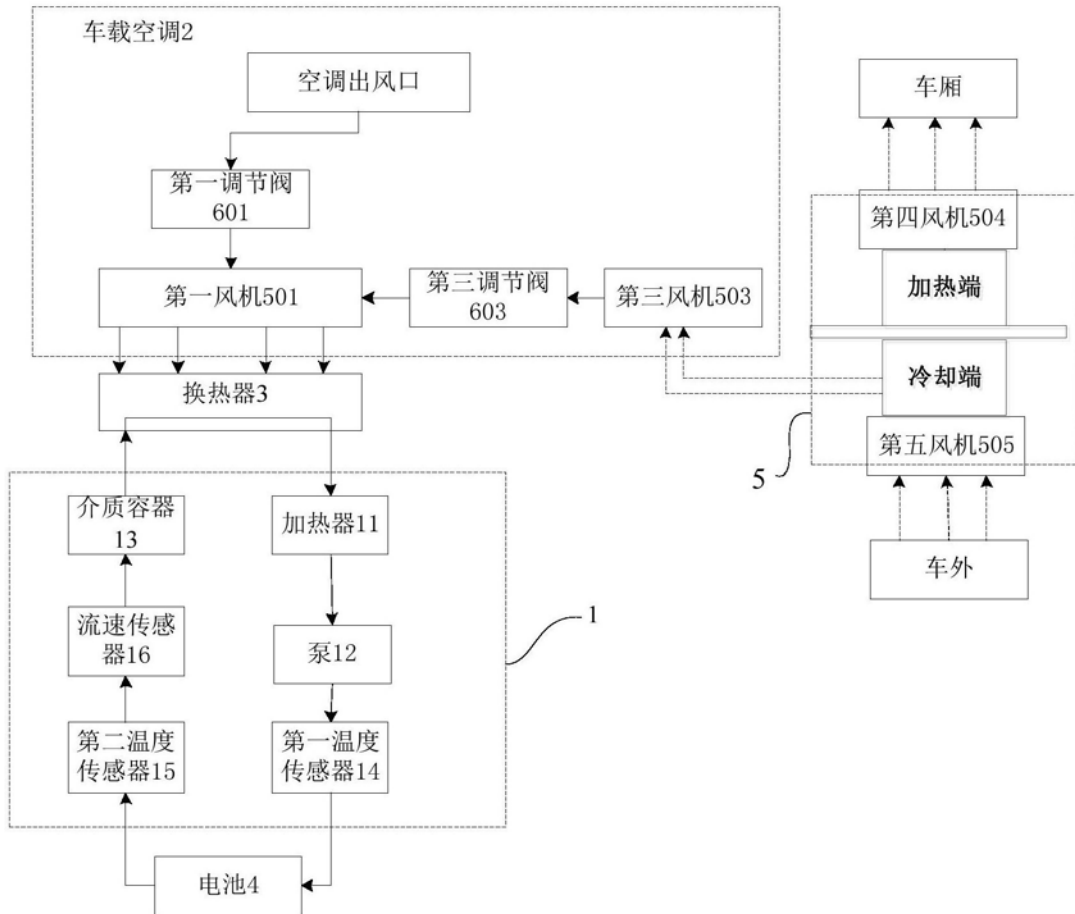 车载空调2
空调出风口
第一调节阀
601
第一风机501
第三调节阀
603
第三风机503
换热器3
车厢
第四风机504
加热端
冷却端
第五风机505
5
车外
介质容器
13
加热器11
流速传感
器16
泵12
1
第二温度
传感器15
第一温度
传感器14
电池4